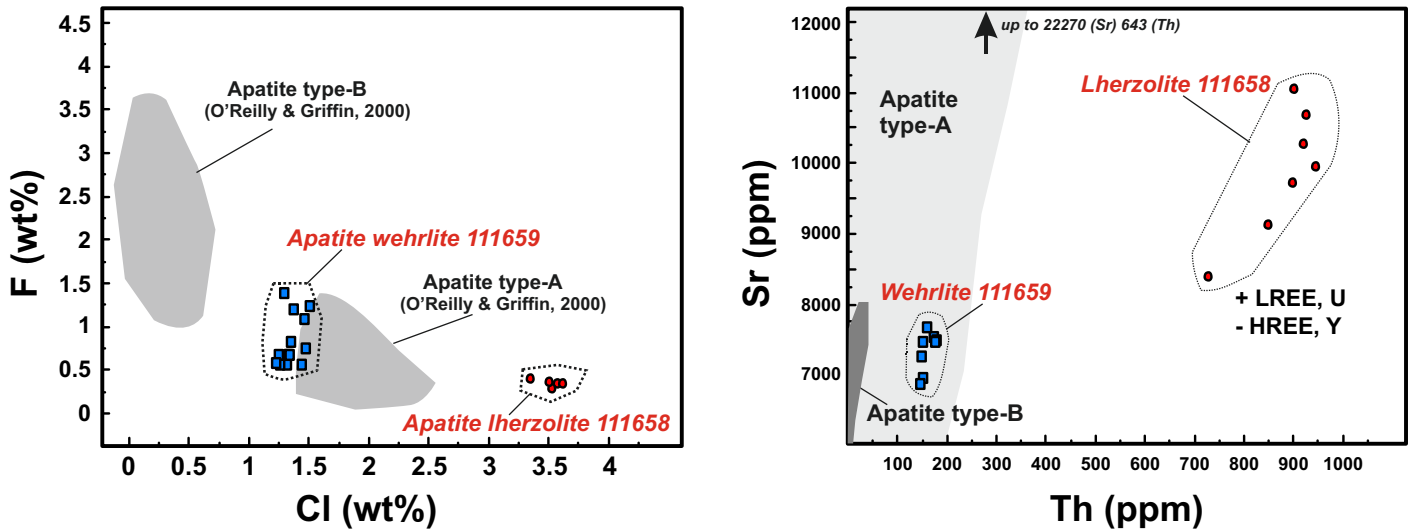 4.5
4
3.5
3
2.5
2
1.5
1
0.5
0
F (wt%)
Apatite type-B
(O'Reilly & Griffin, 2000)
Apatite wehrlite 111659
Apatite type-A
(O'Reilly & Griffin, 2000)
Apatite lherzolite 111658
0 0.5 1 1.5 2 2.5 3 3.5 4
Cl (wt%)
12000
11000
10000
9000
8000
7000
Sr (ppm)
up to 22270 (Sr) 643 (Th)
Apatite
type-A
Lherzolite 111658
Wehrlite 111659
+ LREE, U
- HREE, Y
Apatite type-B
100 200 300 400 500 600 700 800 900 1000
Th (ppm)